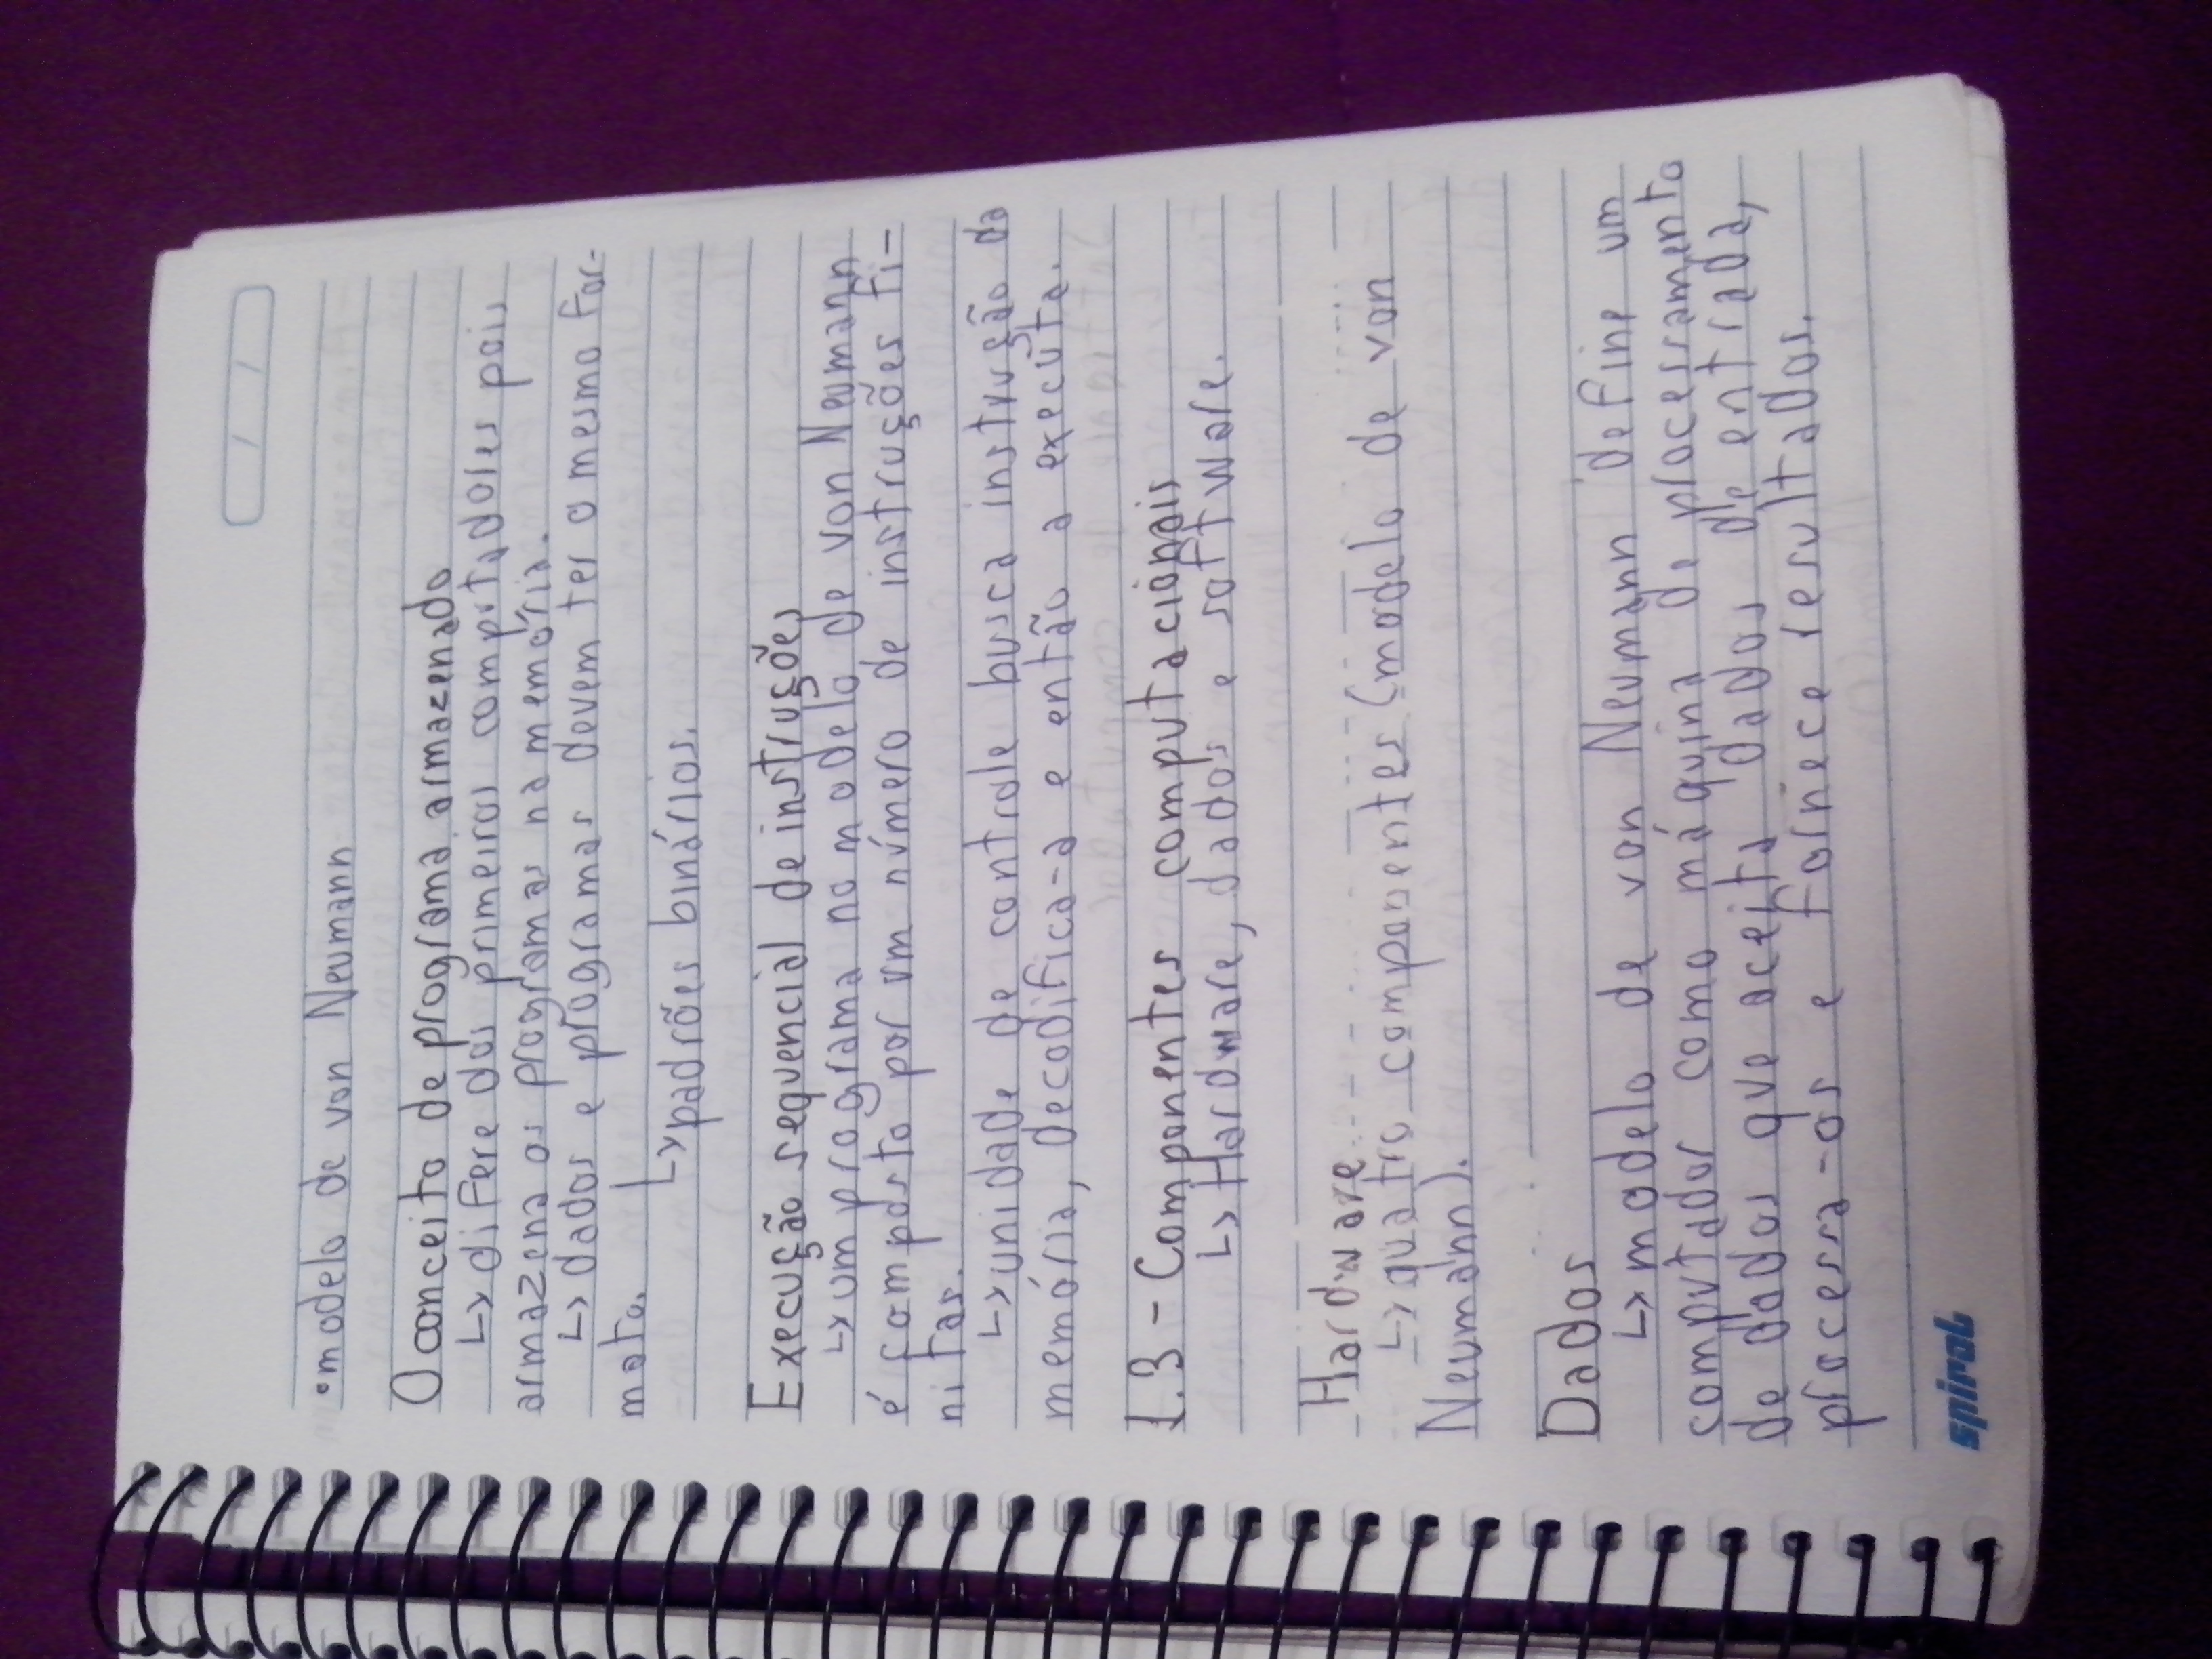 •modelo de von Neumann
O conceito de programa armazenado
↳ difere dos primeiros computadores pois
armazena os programas na memória.
↳ dados e programas devem ter o mesmo for-
mato.
↳ padrões binários.
Execução sequencial de instruções
↳ um programa no modelo de von Neumann
é composto por um número de instruções fi-
nitas.
↳ unidade de controle busca instrução da
memória, decodifica-a e então a executa.
1.3 - Componentes computacionais
↳ Hardware, dados e software.
Hardware
↳ quatro componentes (modelo de von
Neumann).
Dados
↳ modelo de von Neumann define um
computador como máquina de processamento
de dados que aceita dados de entrada,
processa-os e fornece resultados.
spiral